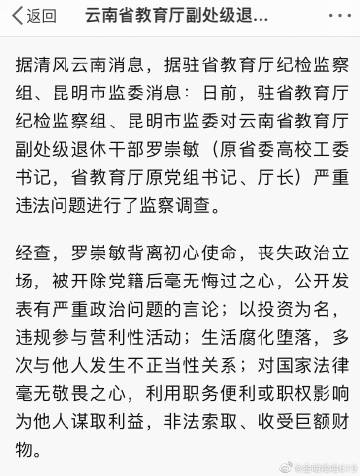 返回 云南省教育厅副处级退... ···
据清风云南消息，据驻省教育厅纪检监察
组、昆明市监委消息：日前，驻省教育厅
纪检监察组、昆明市监委对云南省教育厅
副处级退休干部罗崇敏（原省委高校工委
书记，省教育厅原党组书记、厅长）严重
违法问题进行了监察调查。
经查，罗崇敏背离初心使命，丧失政治立
场，被开除党籍后毫无悔过之心，公开发
表有严重政治问题的言论；以投资为名，
违规参与营利性活动；生活腐化堕落，多
次与他人发生不正当性关系；对国家法律
毫无敬畏之心，利用职务便利或职权影响
为他人谋取利益，非法索取、收受巨额财
物。